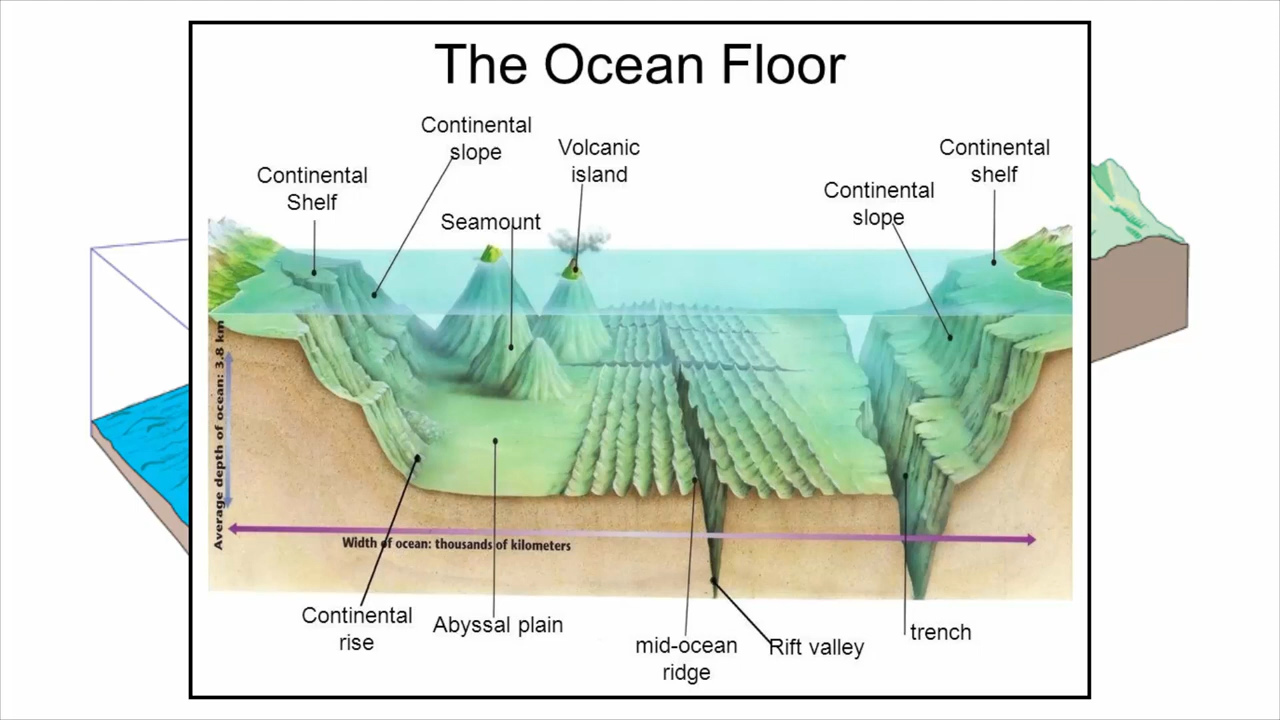 The Ocean Floor
Continental
slope
Volcanic
island
Continental
shelf
Continental
Shelf
Continental
slope
Seamount
Average depth of ocean: 3.8 km
Width of ocean: thousands of kilometers
Continental
rise
Abyssal plain
mid-ocean
ridge
Rift valley
trench